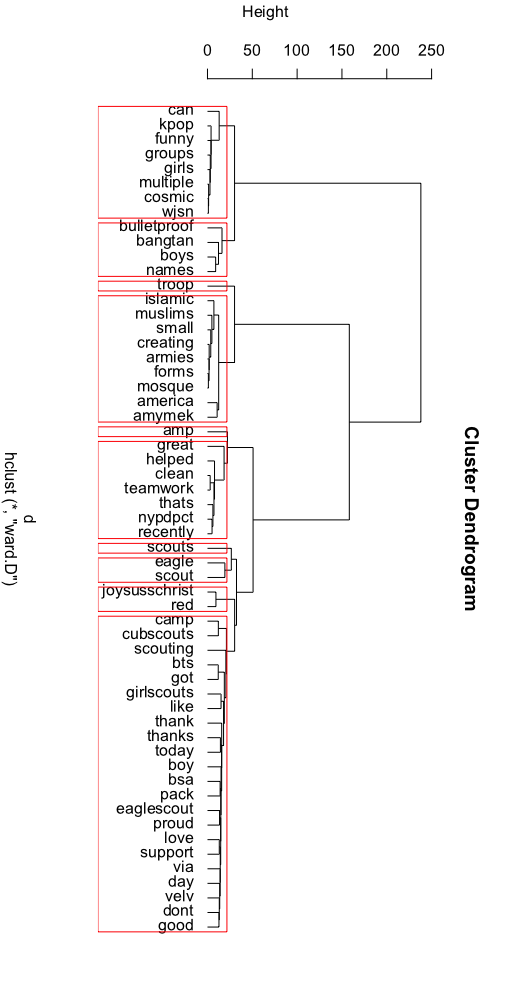 Height
0 50 100 150 200 250
Cluster Dendrogram
can
kpop
funny
groups
girls
multiple
cosmic
wjsn
bulletproof
bangtan
boys
names
troop
islamic
muslims
small
creating
armies
forms
mosque
america
amymek
amp
great
helped
clean
teamwork
thats
nypdpct
recently
scouts
eagle
scout
joysusschrist
red
camp
cubscouts
scouting
bts
got
girlscouts
like
thank
thanks
today
boy
bsa
pack
eaglescout
proud
love
support
via
day
velv
dont
good
d
hclust (*, "ward.D")